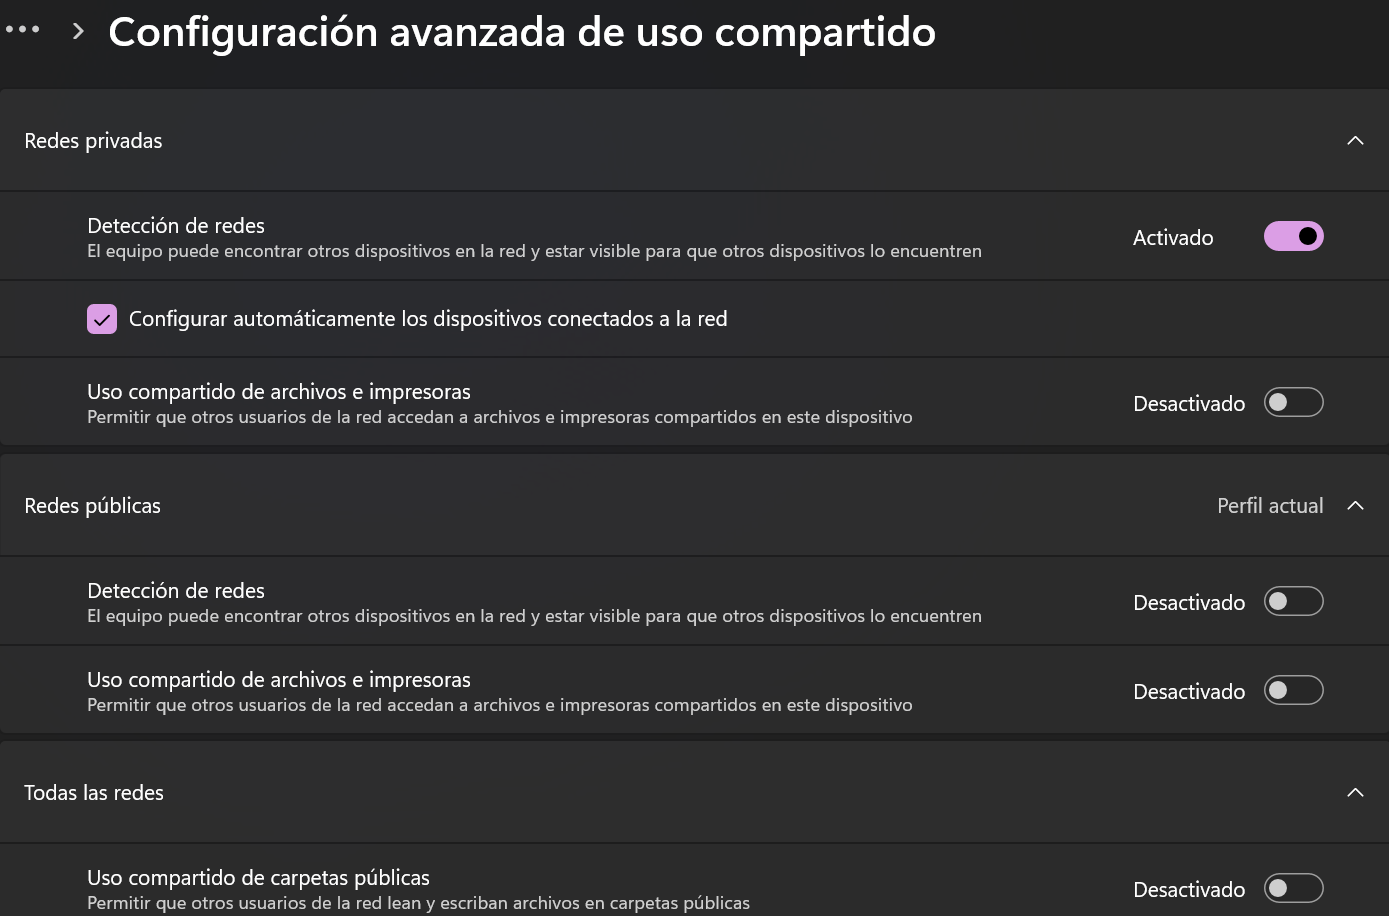 Configuración avanzada de uso compartido
Redes privadas
Detección de redes
El equipo puede encontrar otros dispositivos en la red y estar visible para que otros dispositivos lo encuentren
Activado
Configurar automáticamente los dispositivos conectados a la red
Uso compartido de archivos e impresoras
Permitir que otros usuarios de la red accedan a archivos e impresoras compartidos en este dispositivo
Desactivado
Redes públicas
Perfil actual
Detección de redes
El equipo puede encontrar otros dispositivos en la red y estar visible para que otros dispositivos lo encuentren
Desactivado
Uso compartido de archivos e impresoras
Permitir que otros usuarios de la red accedan a archivos e impresoras compartidos en este dispositivo
Desactivado
Todas las redes
Uso compartido de carpetas públicas
Permitir que otros usuarios de la red lean y escriban archivos en carpetas públicas
Desactivado